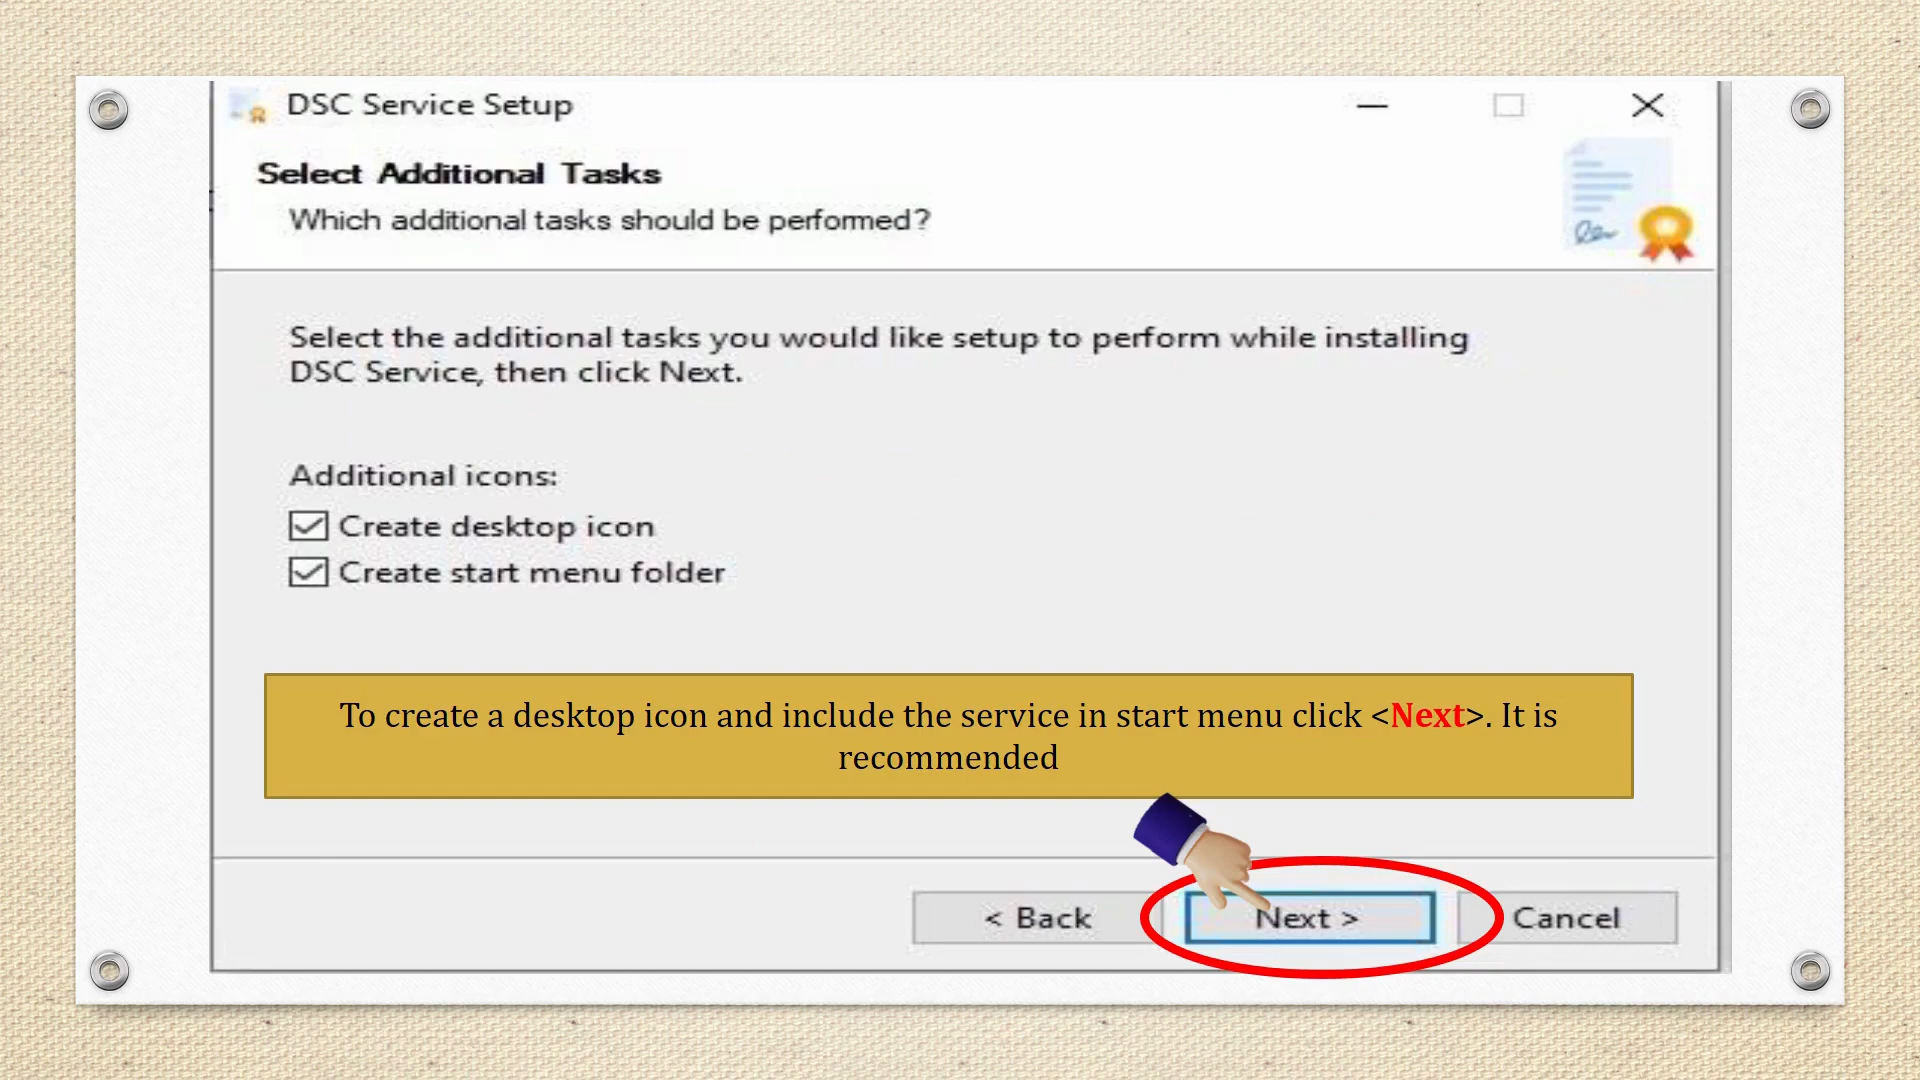 DSC Service Setup
Select Additional Tasks
Which additional tasks should be performed?
Select the additional tasks you would like setup to perform while installing
DSC Service, then click Next.
Additional icons:
Create desktop icon
Create start menu folder
To create a desktop icon and include the service in start menu click <Next>. It is
recommended
< Back
Next >
Cancel